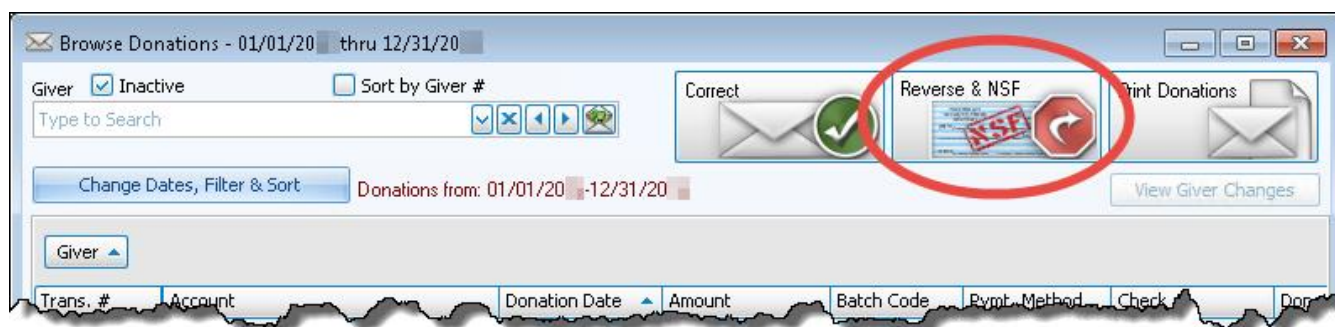 Browse Donations - 01/01/20 thru 12/31/20
Giver Inactive Sort by Giver #
Type to Search
Correct
Reverse & NSF
NSF
Print Donations
Change Dates, Filter & Sort
Donations from: 01/01/20 -12/31/20
View Giver Changes
Giver
Trans. # Account Donation Date Amount Batch Code Pymt. Method Check Don